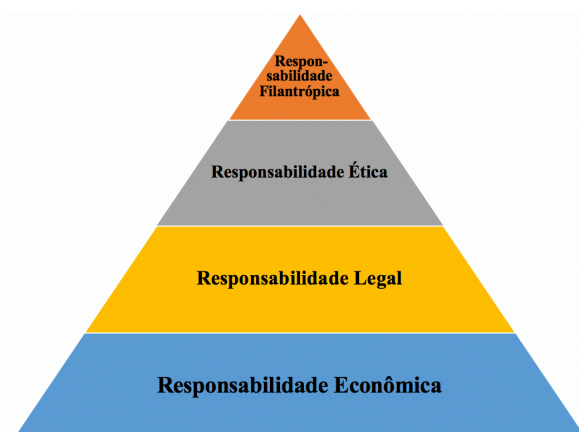 Respon-
sabilidade
Filantrópica
Responsabilidade Ética
Responsabilidade Legal
Responsabilidade Econômica